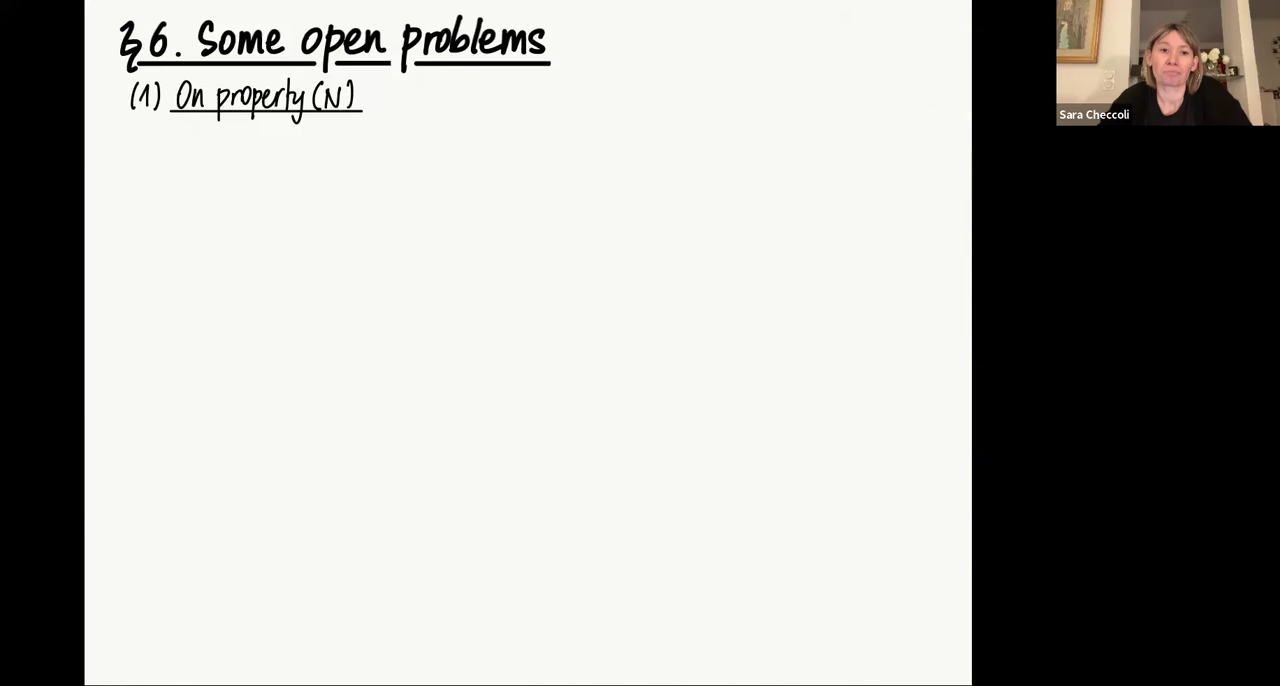 § 6. Some open problems
(1) On property (N)
Sara Checcoli